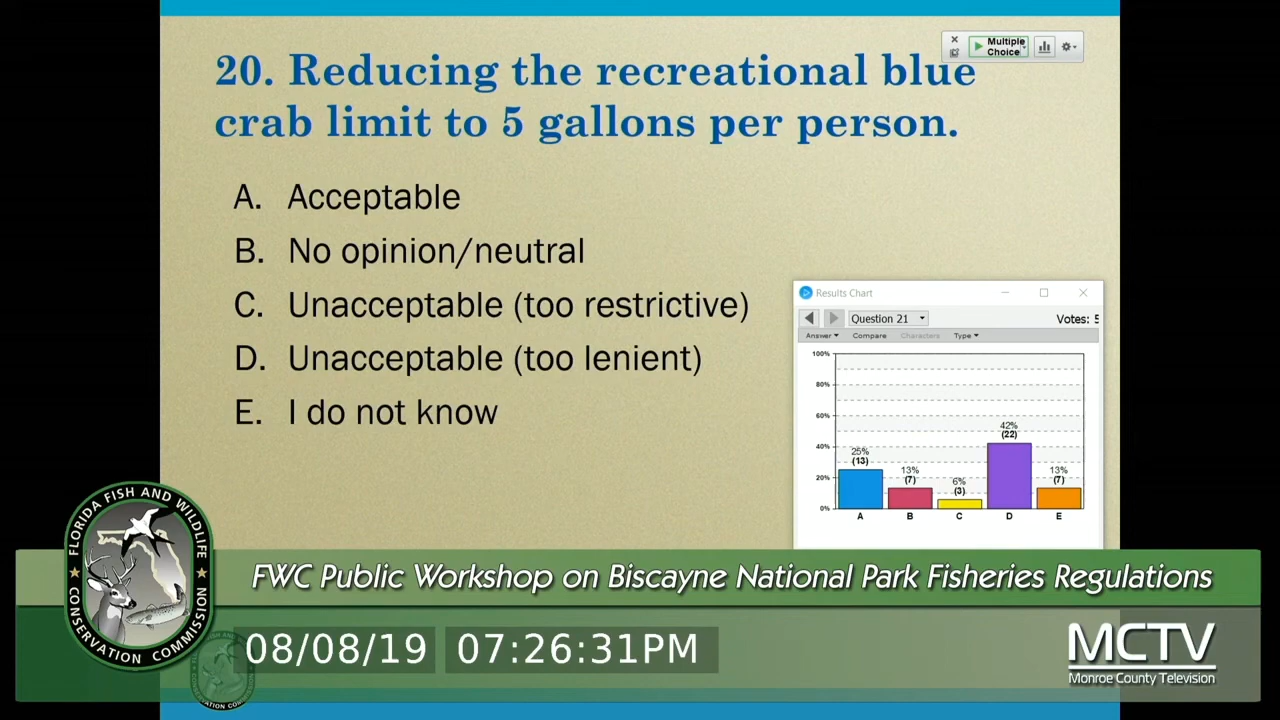 20. Reducing the recreational blue
crab limit to 5 gallons per person.
Multiple
Choice
A. Acceptable
B. No opinion/neutral
C. Unacceptable (too restrictive)
D. Unacceptable (too lenient)
E. I do not know
Results Chart
Question 21
Votes: 5
Answer
Compare
Characters
Type
100%
80%
60%
40%
20%
0%
25%
(13)
13%
(7)
6%
(3)
42%
(22)
13%
(7)
A B C D E
FLORIDA FISH AND WILDLIFE
CONSERVATION COMMISSION
FWC Public Workshop on Biscayne National Park Fisheries Regulations
08/08/19 07:26:31PM
MCTV
Monroe County Television